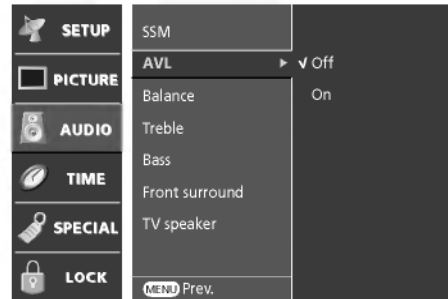 SETUP
PICTURE
AUDIO
TIME
SPECIAL
LOCK
SSM
AVL
Balance
Treble
Bass
Front surround
TV speaker
MENU Prev.
√ Off
On